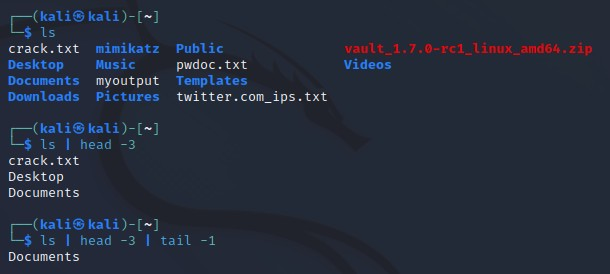 ┌──(kali㉿kali)-[~]
└─$ ls
crack.txt  mimikatz  Public                vault_1.7.0-rc1_linux_amd64.zip
Desktop    Music     pwdoc.txt             Videos
Documents  myoutput  Templates
Downloads  Pictures  twitter.com_ips.txt
┌──(kali㉿kali)-[~]
└─$ ls | head -3
crack.txt
Desktop
Documents
┌──(kali㉿kali)-[~]
└─$ ls | head -3 | tail -1
Documents